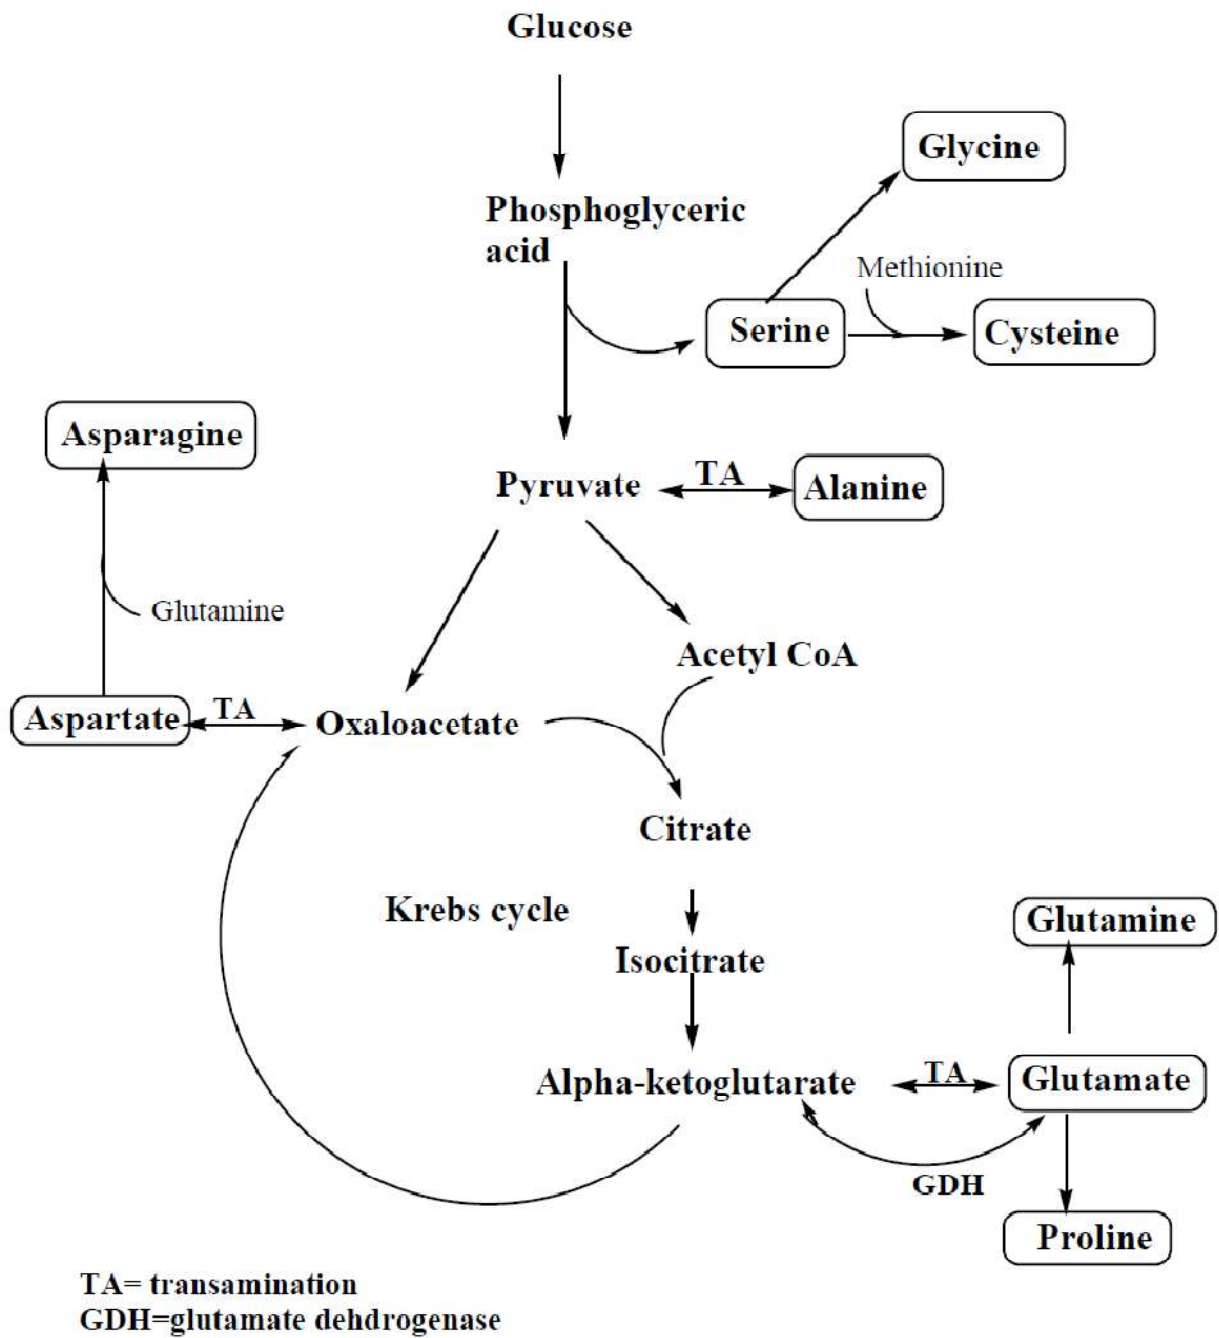 Glucose
Glycine
Phosphoglyceric
acid
Methionine
Serine
Cysteine
Asparagine
Pyruvate
TA
Alanine
Glutamine
Acetyl CoA
Aspartate
TA
Oxaloacetate
Citrate
Krebs cycle
Glutamine
Isocitrate
Alpha-ketoglutarate
TA
Glutamate
GDH
Proline
TA= transamination
GDH=glutamate dehdrogenase